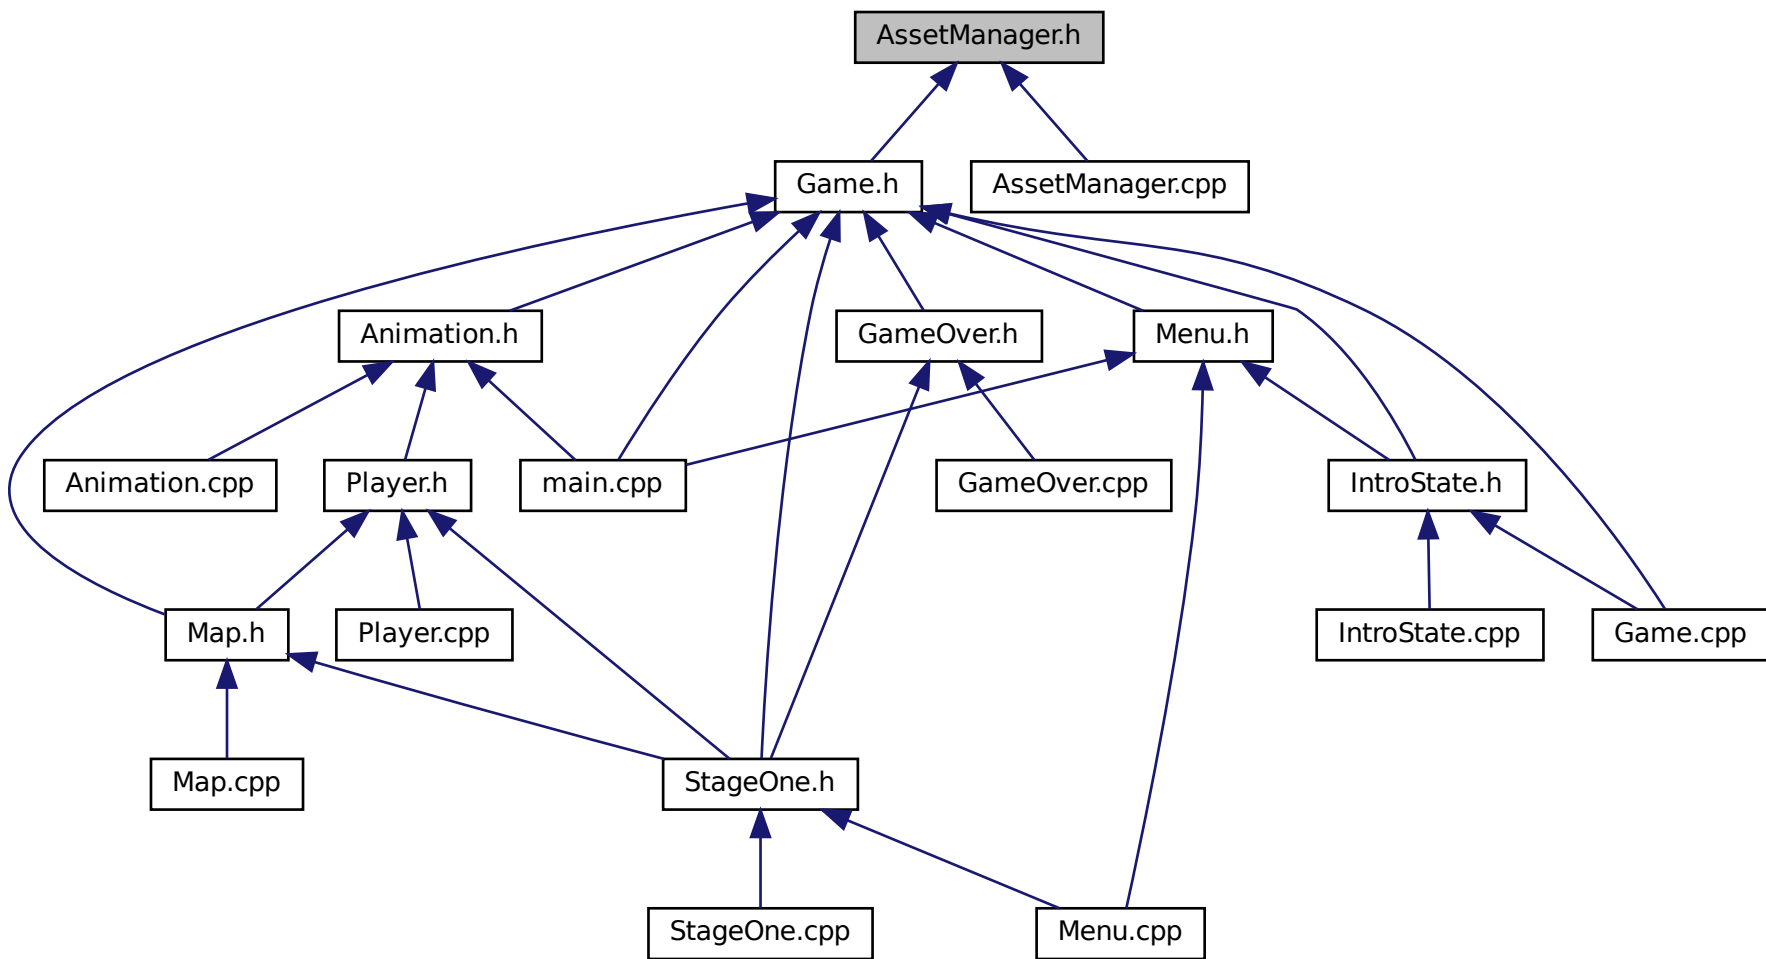 AssetManager.h
Game.h
AssetManager.cpp
Animation.h
GameOver.h
Menu.h
Animation.cpp
Player.h
main.cpp
GameOver.cpp
IntroState.h
Map.h
Player.cpp
IntroState.cpp
Game.cpp
Map.cpp
StageOne.h
StageOne.cpp
Menu.cpp